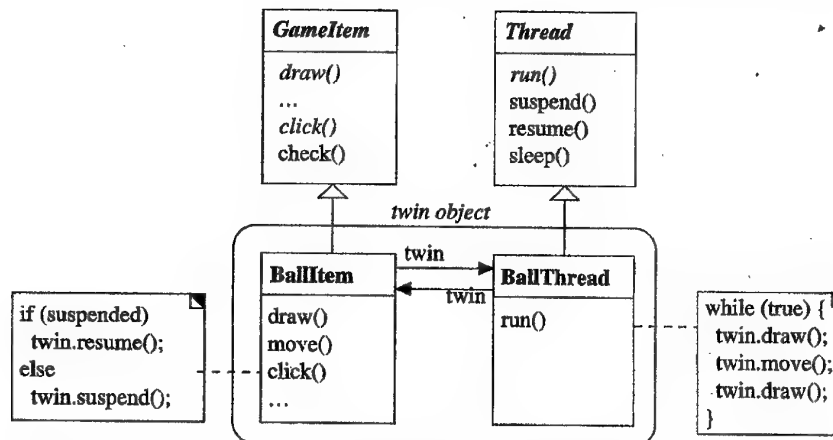 GameItem
draw()
...
click()
check()
Thread
run()
suspend()
resume()
sleep()
twin object
BallItem
draw()
move()
click()
...
twin
twin
BallThread
run()
if (suspended)
twin.resume();
else
twin.suspend();
while (true) {
twin.draw();
twin.move();
twin.draw();
}